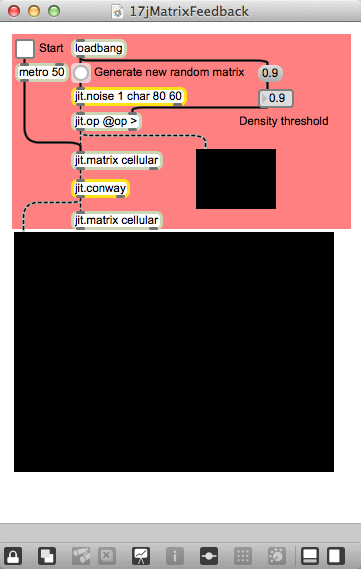 17jMatrixFeedback
Start
loadbang
metro 50
Generate new random matrix
0.9
jit.noise 1 char 80 60
0.9
jit.op @op >
Density threshold
jit.matrix cellular
jit.conway
jit.matrix cellular